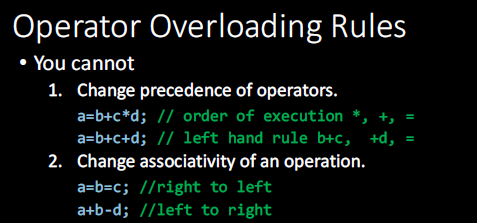 Operator Overloading Rules
• You cannot
1. Change precedence of operators.
a=b+c*d; // order of execution *, +, =
a=b+c+d; // left hand rule b+c, +d, =
2. Change associativity of an operation.
a=b=c; //right to left
a+b-d; //left to right